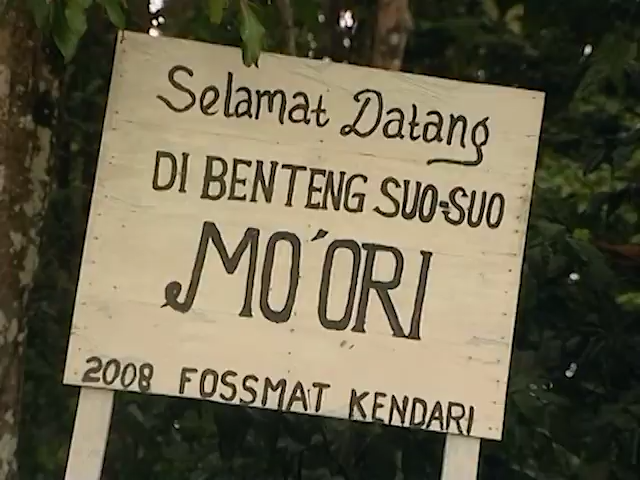 Selamat Datang
DI BENTENG SUO-SUO
MO'ORI
2008 FOSSMAT KENDARI